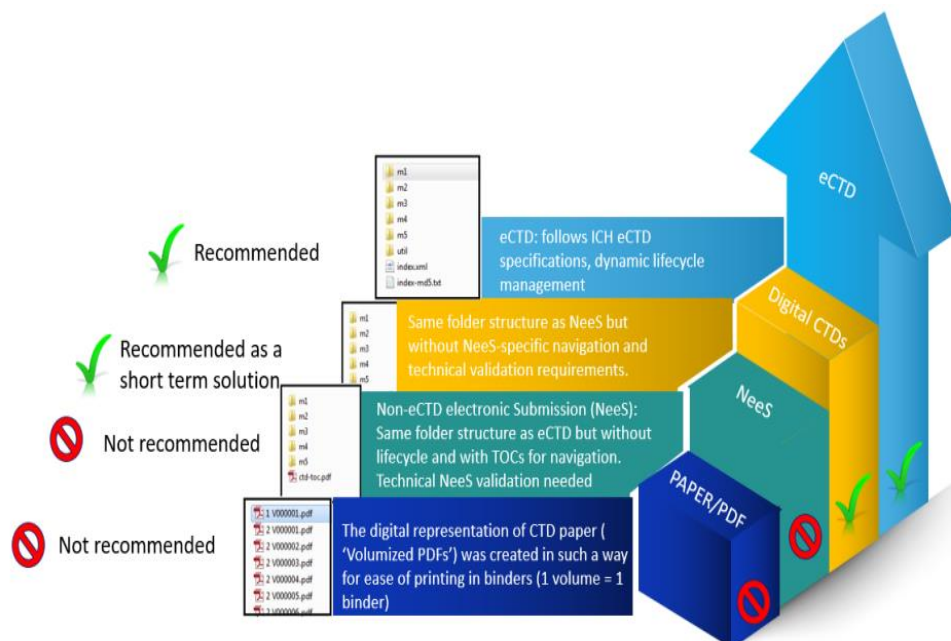 eCTD
m1
m2
m3
m4
m5
util
index.xml
index-md5.txt
Recommended
eCTD: follows ICH eCTD
specifications, dynamic lifecycle
management
Digital CTDs
m1
m2
m3
m4
m5
Same folder structure as NeeS but
without NeeS-specific navigation and
technical validation requirements.
Recommended as a
short term solution
NeeS
m1
m2
m3
m4
m5
ctd-toc.pdf
Non-eCTD electronic Submission (NeeS):
Same folder structure as eCTD but without
lifecycle and with TOCs for navigation.
Technical NeeS validation needed
Not recommended
PAPER/PDF
1 V000001.pdf
2 V000001.pdf
2 V000002.pdf
2 V000003.pdf
2 V000004.pdf
2 V000005.pdf
2 V000006.pdf
The digital representation of CTD paper (
‘Volumized PDFs’) was created in such a way
for ease of printing in binders (1 volume = 1
binder)
Not recommended